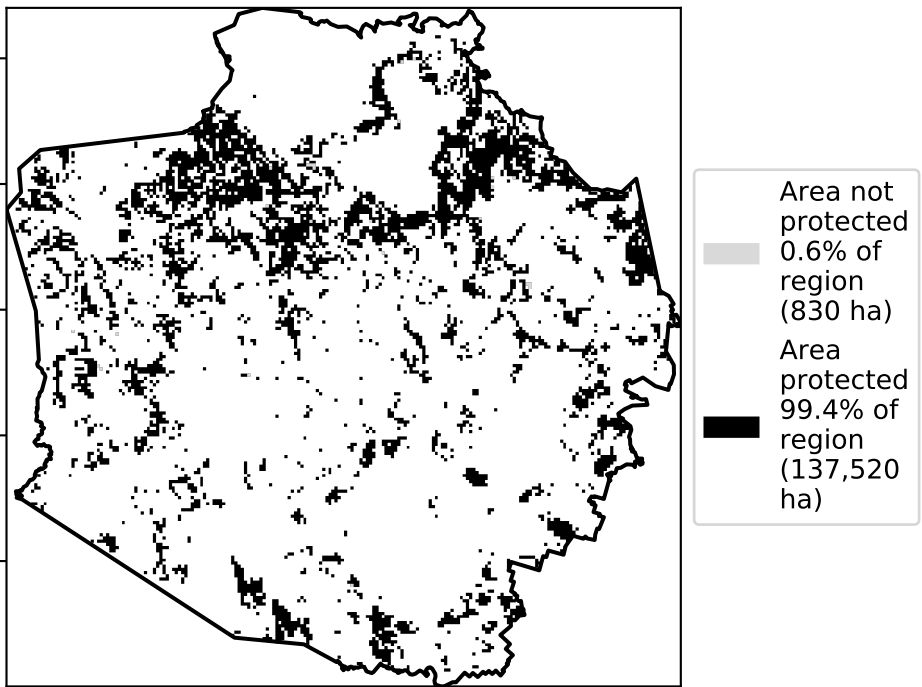 Area not
protected
0.6% of
region
(830 ha)
Area
protected
99.4% of
region
(137,520
ha)